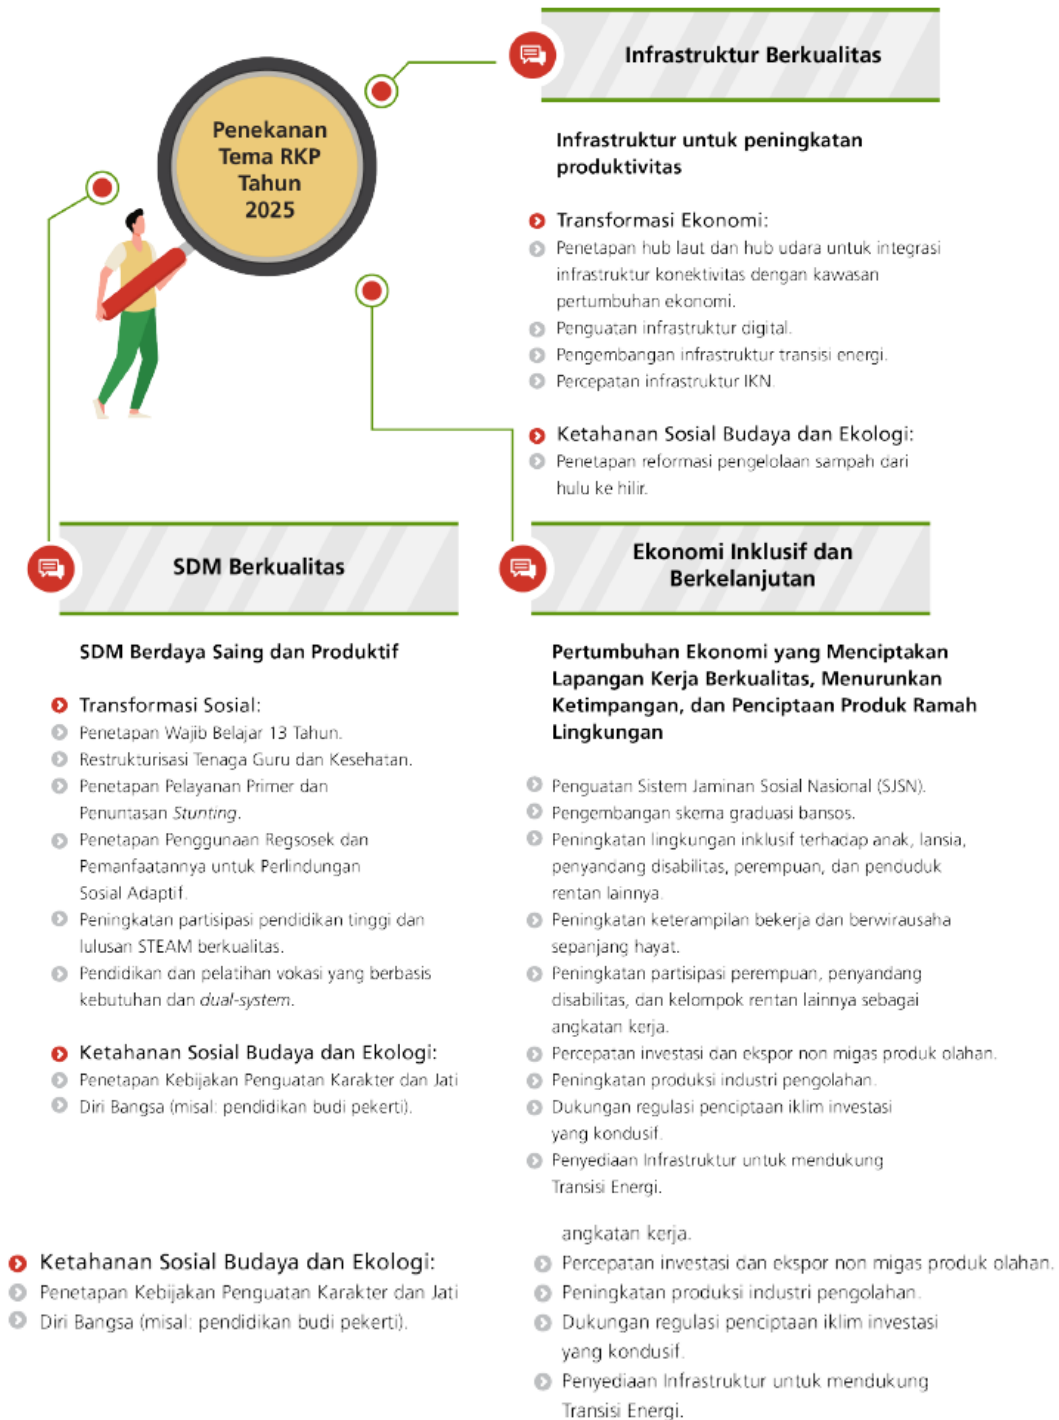 Penekanan
Tema RKP
Tahun
2025
Infrastruktur Berkualitas
Infrastruktur untuk peningkatan
produktivitas
Transformasi Ekonomi:
Penetapan hub laut dan hub udara untuk integrasi
infrastruktur konektivitas dengan kawasan
pertumbuhan ekonomi.
Penguatan infrastruktur digital.
Pengembangan infrastruktur transisi energi.
Percepatan infrastruktur IKN.
Ketahanan Sosial Budaya dan Ekologi:
Penetapan reformasi pengelolaan sampah dari
hulu ke hilir.
SDM Berkualitas
SDM Berdaya Saing dan Produktif
Transformasi Sosial:
Penetapan Wajib Belajar 13 Tahun.
Restrukturisasi Tenaga Guru dan Kesehatan.
Penetapan Pelayanan Primer dan
Penuntasan Stunting.
Penetapan Penggunaan Regsosek dan
Pemanfaatannya untuk Perlindungan
Sosial Adaptif.
Peningkatan partisipasi pendidikan tinggi dan
lulusan STEAM berkualitas.
Pendidikan dan pelatihan vokasi yang berbasis
kebutuhan dan dual-system.
Ketahanan Sosial Budaya dan Ekologi:
Penetapan Kebijakan Penguatan Karakter dan Jati
Diri Bangsa (misal: pendidikan budi pekerti).
Ekonomi Inklusif dan
Berkelanjutan
Pertumbuhan Ekonomi yang Menciptakan
Lapangan Kerja Berkualitas, Menurunkan
Ketimpangan, dan Penciptaan Produk Ramah
Lingkungan
Penguatan Sistem Jaminan Sosial Nasional (SJSN).
Pengembangan skema graduasi bansos.
Peningkatan lingkungan inklusif terhadap anak, lansia,
penyandang disabilitas, perempuan, dan penduduk
rentan lainnya.
Peningkatan keterampilan bekerja dan berwirausaha
sepanjang hayat.
Peningkatan partisipasi perempuan, penyandang
disabilitas, dan kelompok rentan lainnya sebagai
angkatan kerja.
Percepatan investasi dan ekspor non migas produk olahan.
Peningkatan produksi industri pengolahan.
Dukungan regulasi penciptaan iklim investasi
yang kondusif.
Penyediaan Infrastruktur untuk mendukung
Transisi Energi.
Ketahanan Sosial Budaya dan Ekologi:
Penetapan Kebijakan Penguatan Karakter dan Jati
Diri Bangsa (misal: pendidikan budi pekerti).
angkatan kerja.
Percepatan investasi dan ekspor non migas produk olahan.
Peningkatan produksi industri pengolahan.
Dukungan regulasi penciptaan iklim investasi
yang kondusif.
Penyediaan Infrastruktur untuk mendukung
Transisi Energi.